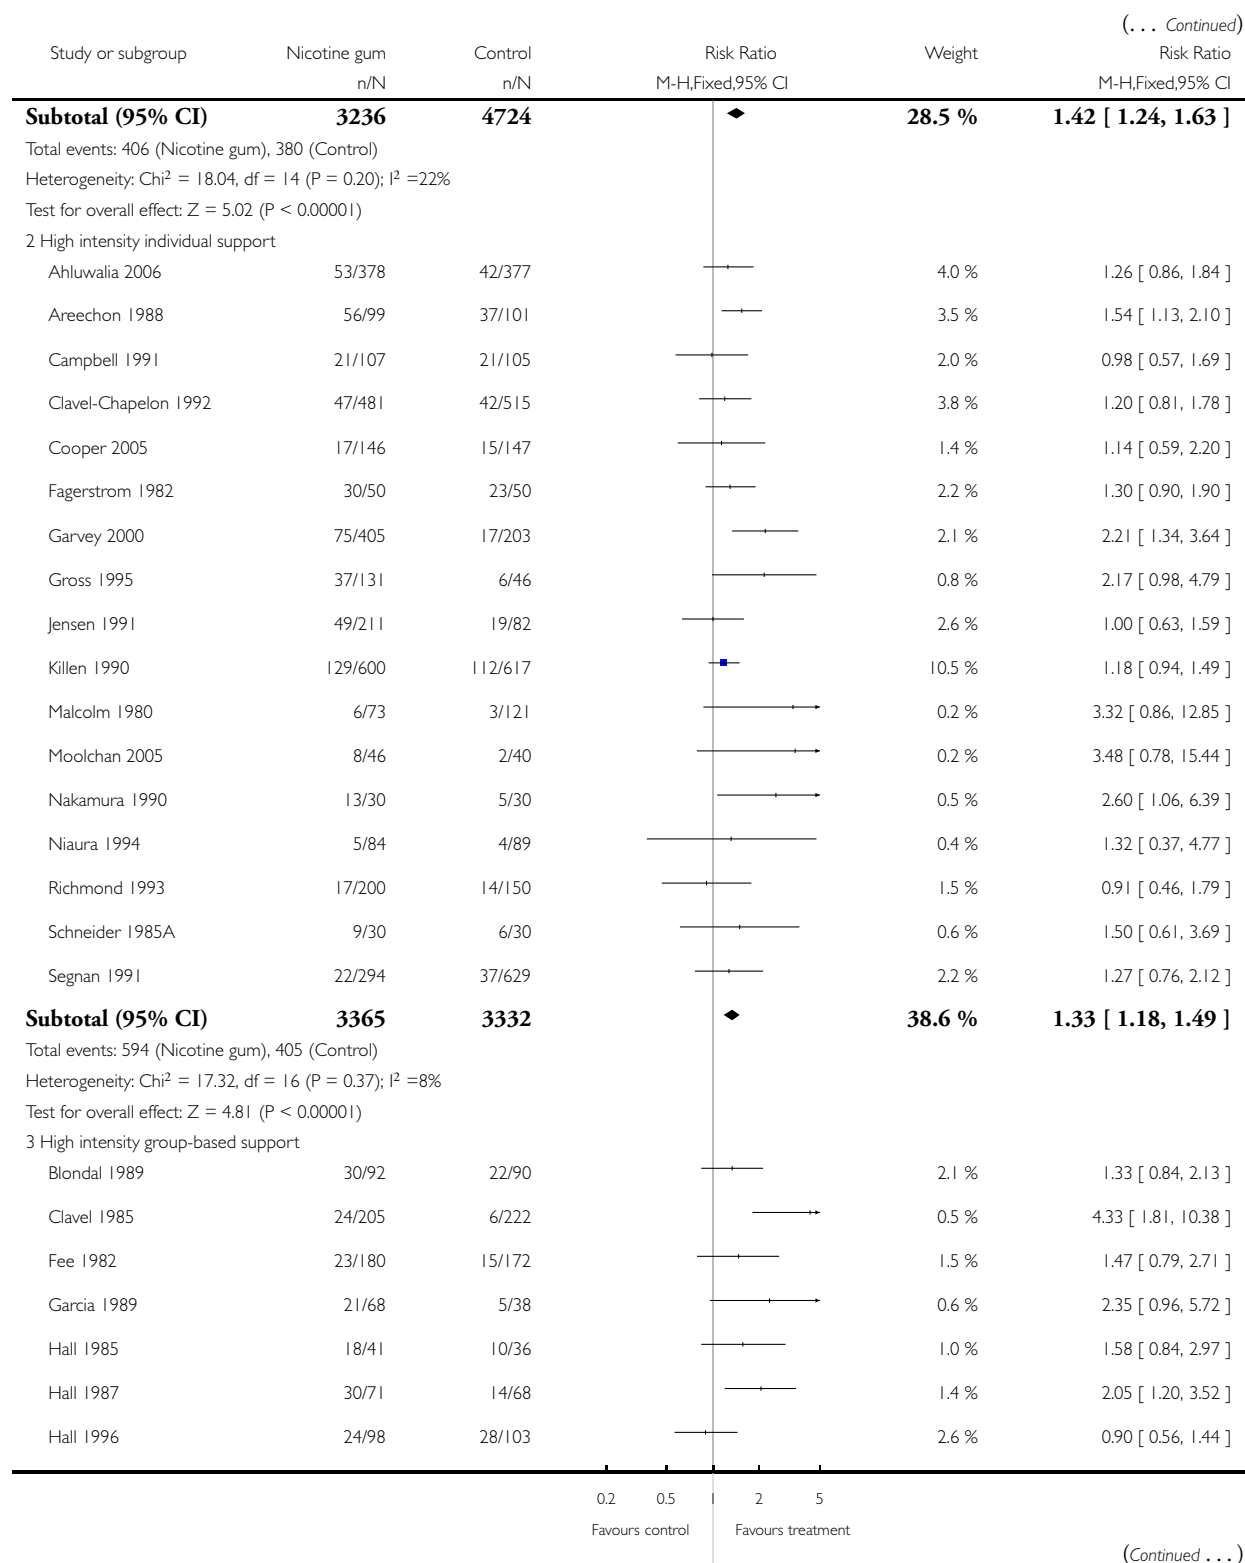 (... Continued)
Study or subgroup Nicotine gum Control Risk Ratio Weight Risk Ratio
n/N n/N M-H,Fixed,95% CI M-H,Fixed,95% CI
Subtotal (95% CI) 3236 4724 28.5 % 1.42 [ 1.24, 1.63 ]
Total events: 406 (Nicotine gum), 380 (Control)
Heterogeneity: Chi² = 18.04, df = 14 (P = 0.20); I² =22%
Test for overall effect: Z = 5.02 (P < 0.00001)
2 High intensity individual support
Ahluwalia 2006 53/378 42/377 4.0 % 1.26 [ 0.86, 1.84 ]
Areechon 1988 56/99 37/101 3.5 % 1.54 [ 1.13, 2.10 ]
Campbell 1991 21/107 21/105 2.0 % 0.98 [ 0.57, 1.69 ]
Clavel-Chapelon 1992 47/481 42/515 3.8 % 1.20 [ 0.81, 1.78 ]
Cooper 2005 17/146 15/147 1.4 % 1.14 [ 0.59, 2.20 ]
Fagerstrom 1982 30/50 23/50 2.2 % 1.30 [ 0.90, 1.90 ]
Garvey 2000 75/405 17/203 2.1 % 2.21 [ 1.34, 3.64 ]
Gross 1995 37/131 6/46 0.8 % 2.17 [ 0.98, 4.79 ]
Jensen 1991 49/211 19/82 2.6 % 1.00 [ 0.63, 1.59 ]
Killen 1990 129/600 112/617 10.5 % 1.18 [ 0.94, 1.49 ]
Malcolm 1980 6/73 3/121 0.2 % 3.32 [ 0.86, 12.85 ]
Moolchan 2005 8/46 2/40 0.2 % 3.48 [ 0.78, 15.44 ]
Nakamura 1990 13/30 5/30 0.5 % 2.60 [ 1.06, 6.39 ]
Niaura 1994 5/84 4/89 0.4 % 1.32 [ 0.37, 4.77 ]
Richmond 1993 17/200 14/150 1.5 % 0.91 [ 0.46, 1.79 ]
Schneider 1985A 9/30 6/30 0.6 % 1.50 [ 0.61, 3.69 ]
Segnan 1991 22/294 37/629 2.2 % 1.27 [ 0.76, 2.12 ]
Subtotal (95% CI) 3365 3332 38.6 % 1.33 [ 1.18, 1.49 ]
Total events: 594 (Nicotine gum), 405 (Control)
Heterogeneity: Chi² = 17.32, df = 16 (P = 0.37); I² =8%
Test for overall effect: Z = 4.81 (P < 0.00001)
3 High intensity group-based support
Blondal 1989 30/92 22/90 2.1 % 1.33 [ 0.84, 2.13 ]
Clavel 1985 24/205 6/222 0.5 % 4.33 [ 1.81, 10.38 ]
Fee 1982 23/180 15/172 1.5 % 1.47 [ 0.79, 2.71 ]
Garcia 1989 21/68 5/38 0.6 % 2.35 [ 0.96, 5.72 ]
Hall 1985 18/41 10/36 1.0 % 1.58 [ 0.84, 2.97 ]
Hall 1987 30/71 14/68 1.4 % 2.05 [ 1.20, 3.52 ]
Hall 1996 24/98 28/103 2.6 % 0.90 [ 0.56, 1.44 ]
0.2 0.5 1 2 5
Favours control Favours treatment
(Continued ...)